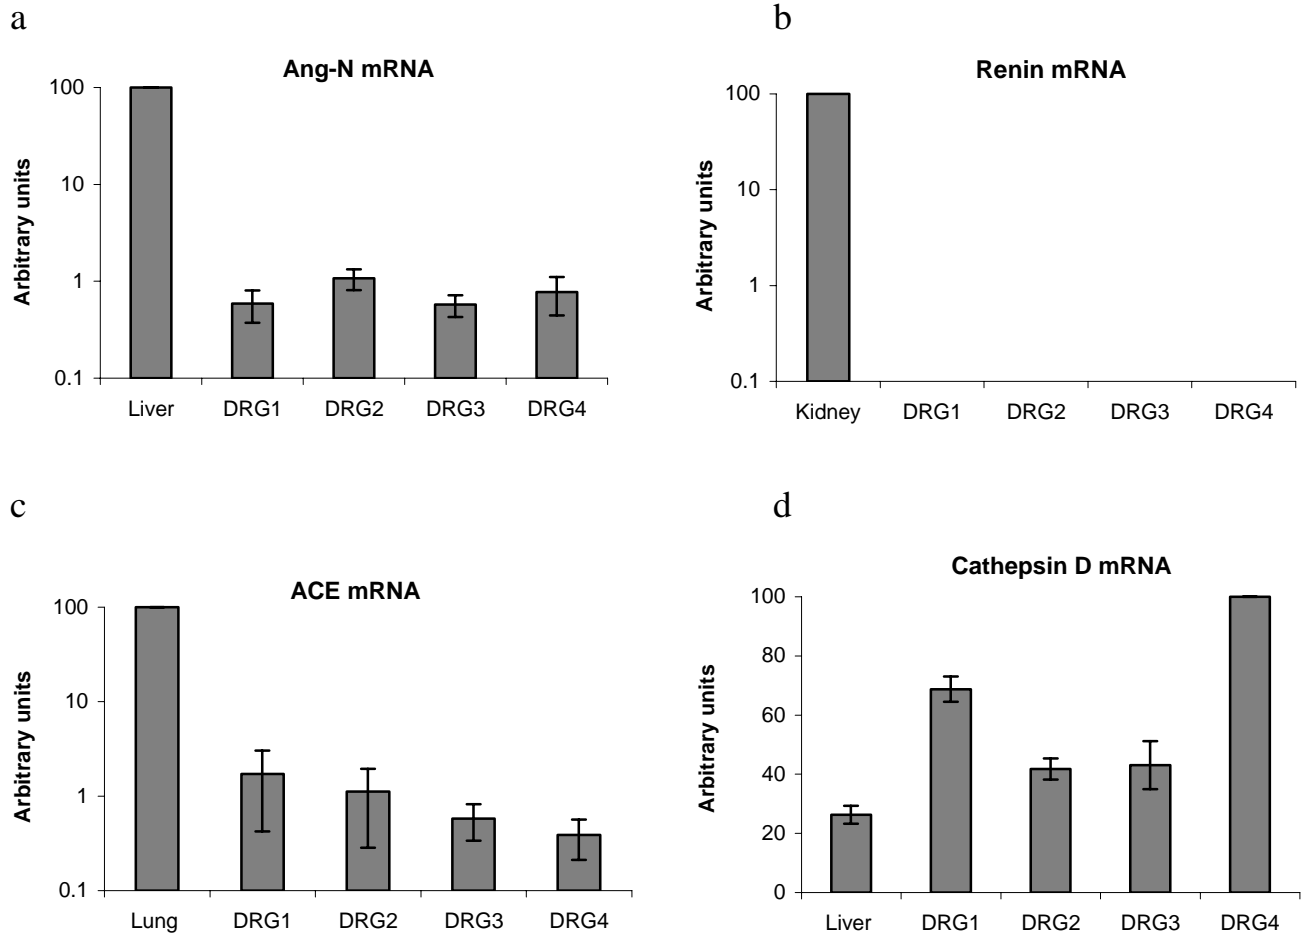 a
Ang-N mRNA
Arbitrary units
100
10
1
0.1
Liver DRG1 DRG2 DRG3 DRG4
b
Renin mRNA
Arbitrary units
100
10
1
0.1
Kidney DRG1 DRG2 DRG3 DRG4
c
ACE mRNA
Arbitrary units
100
10
1
0.1
Lung DRG1 DRG2 DRG3 DRG4
d
Cathepsin D mRNA
Arbitrary units
100
80
60
40
20
0
Liver DRG1 DRG2 DRG3 DRG4